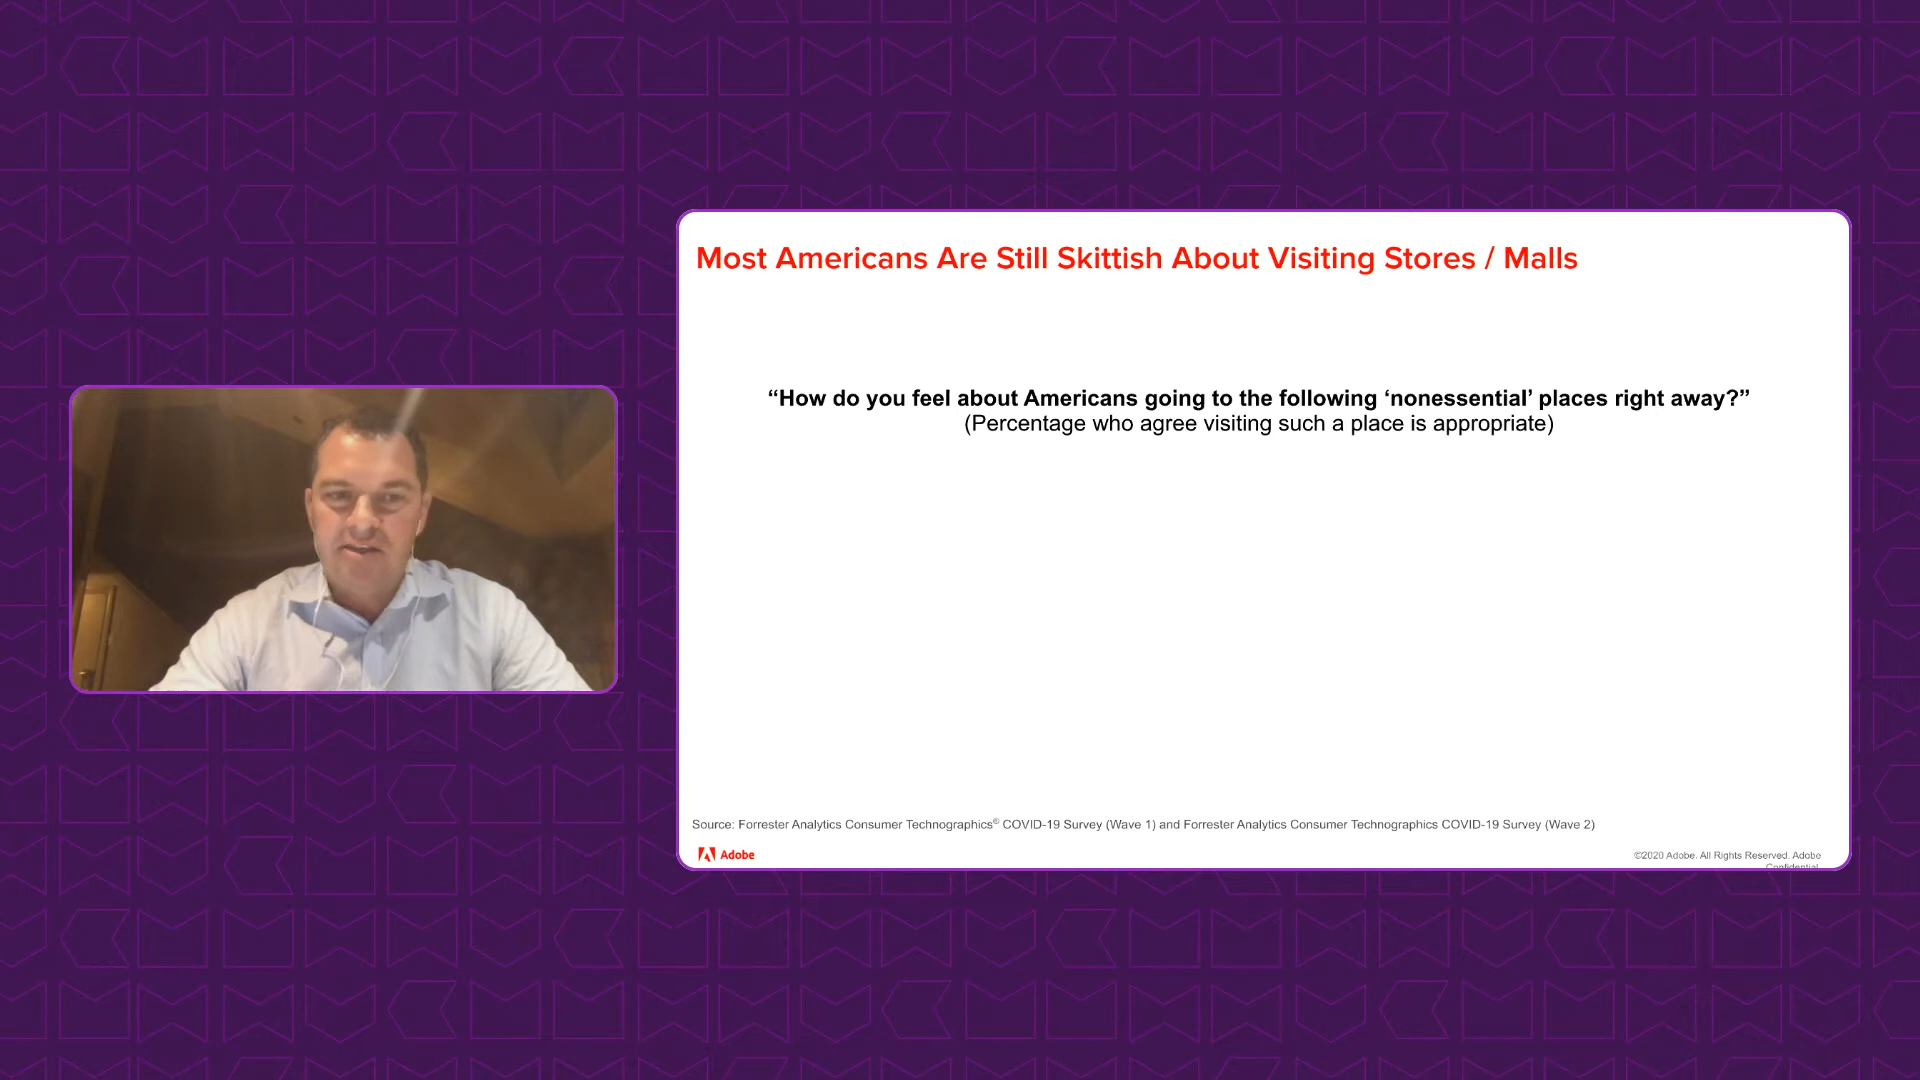 Most Americans Are Still Skittish About Visiting Stores / Malls
“How do you feel about Americans going to the following ‘nonessential’ places right away?”
(Percentage who agree visiting such a place is appropriate)
Source: Forrester Analytics Consumer Technographics® COVID-19 Survey (Wave 1) and Forrester Analytics Consumer Technographics COVID-19 Survey (Wave 2)
Adobe
©2020 Adobe. All Rights Reserved. Adobe
Confidential.